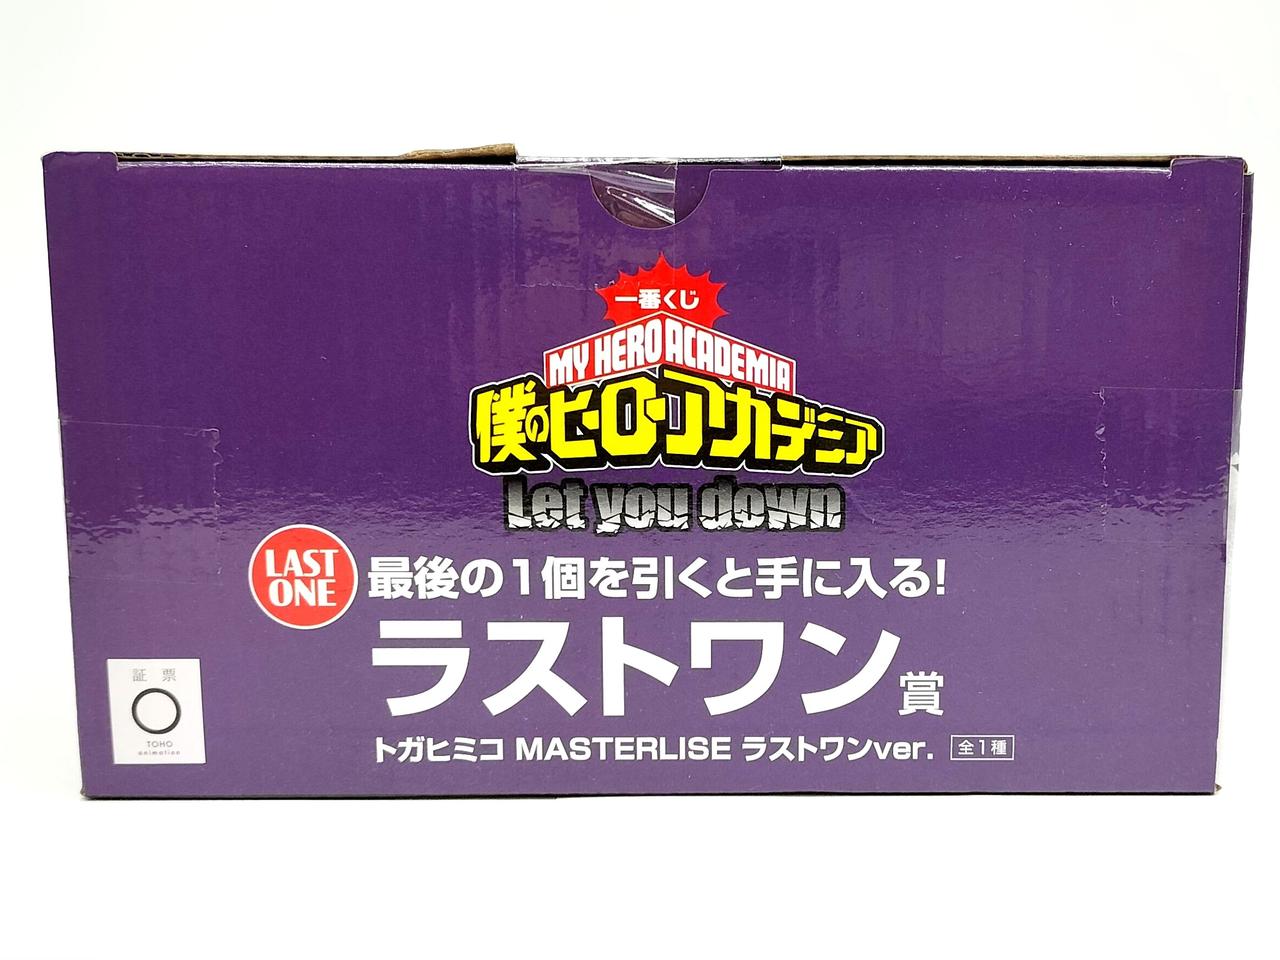 一番くじ
MY HERO ACADEMIA
僕のヒーローアカデミア
Let you down
LAST
ONE
最後の1個を引くと手に入る!
ラストワン賞
トガヒミコ MASTERLISE ラストワンver. 全1種
証 票
TOHO
animation